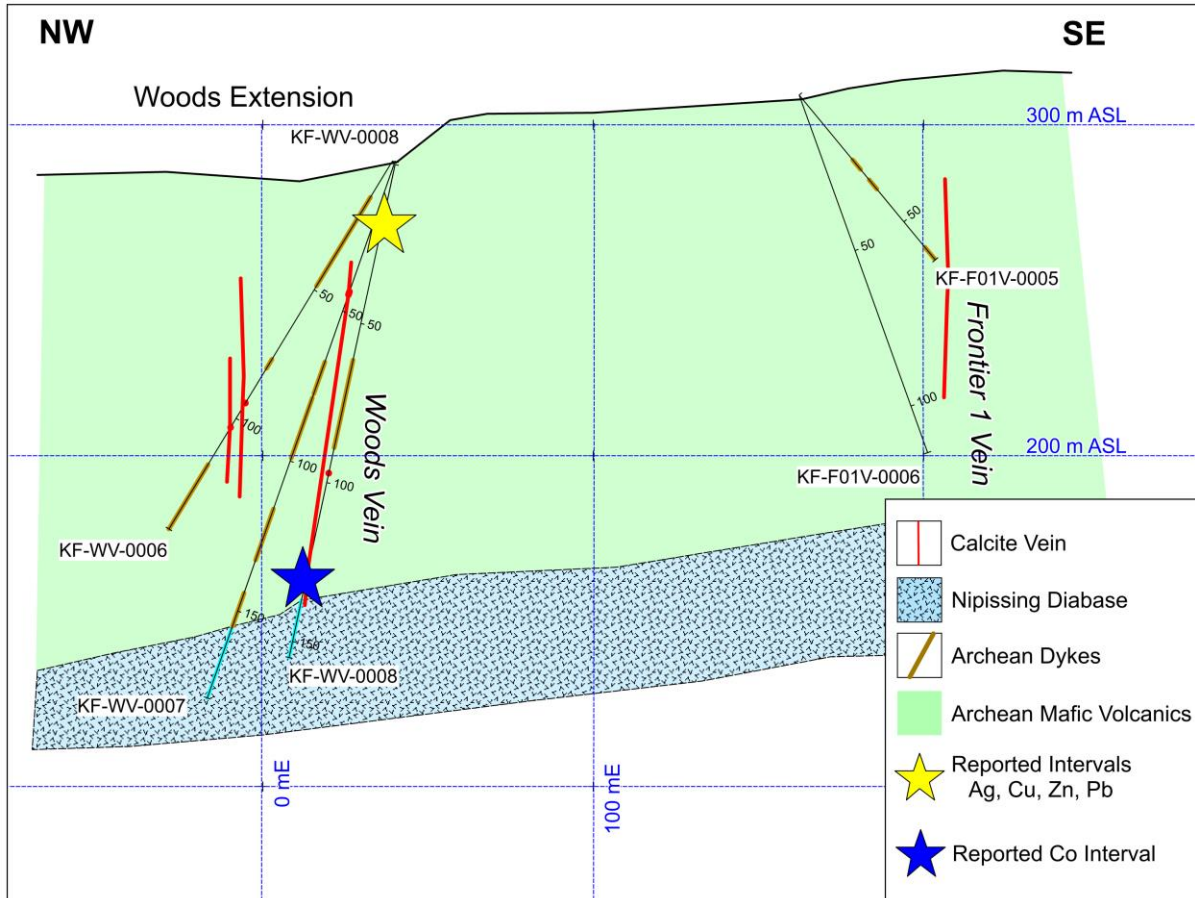 NW
SE
Woods Extension
KF-WV-0008
300 m ASL
50
50
50
50
50
KF-F01V-0005
Frontier 1 Vein
Woods Vein
100
100
100
100
200 m ASL
KF-F01V-0006
KF-WV-0006
150
150
KF-WV-0008
KF-WV-0007
0 mE
100 mE
Calcite Vein
Nipissing Diabase
Archean Dykes
Archean Mafic Volcanics
Reported Intervals
Ag, Cu, Zn, Pb
Reported Co Interval